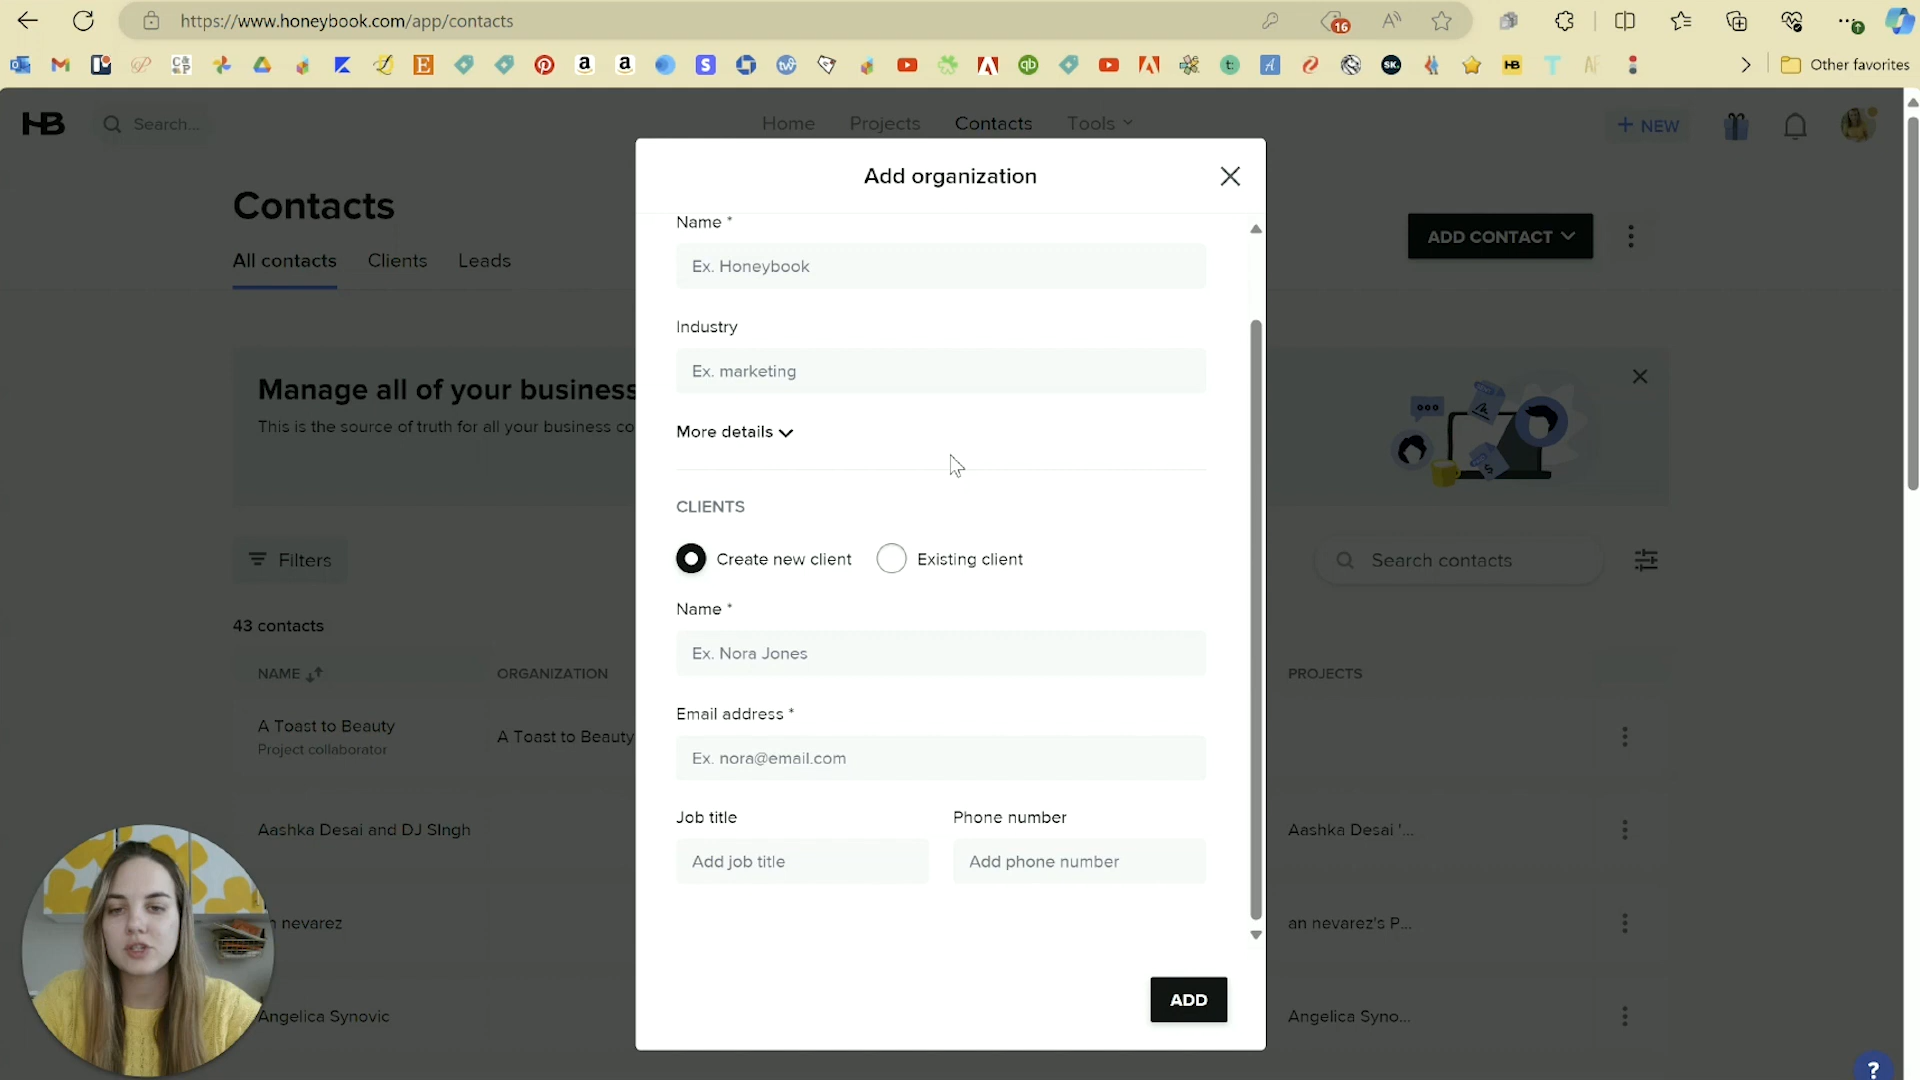 https://www.honeybook.com/app/contacts
16
Other favorites
HB
Search...
Home
Projects
Contacts
Tools
+ NEW
Add organization
Contacts
ADD CONTACT
All contacts
Clients
Leads
Name *
Ex. Honeybook
Industry
Ex. marketing
Manage all of your business
This is the source of truth for all your business co
More details
CLIENTS
Create new client
Existing client
Filters
Search contacts
Name *
Ex. Nora Jones
43 contacts
NAME
ORGANIZATION
PROJECTS
Email address *
Ex. nora@email.com
A Toast to Beauty
Project collaborator
A Toast to Beauty
Job title
Phone number
Add job title
Add phone number
Aashka Desai and DJ SIngh
Aashka Desai '...
n nevarez
an nevarez's P...
ADD
Angelica Synovic
Angelica Syno...
?